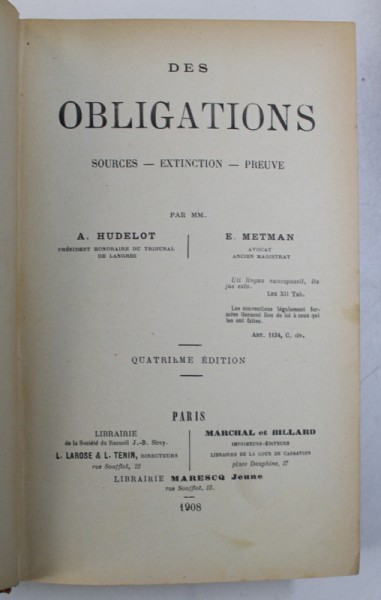 DES
OBLIGATIONS
SOURCES — EXTINCTION — PREUVE
PAR MM.
A. HUDELOT
PRÉSIDENT HONORAIRE DU TRIBUNAL
DE LANGRES
E. METMAN
AVOCAT
ANCIEN MAGISTRAT
Uti lingua nuncupassit, ita
jus esto.
LEX XII TAB.
Les conventions légalement for-
mées tiennent lieu de loi à ceux qui
les ont faites.
ART. 1134, C. civ.
QUATRIÈME ÉDITION
PARIS
LIBRAIRIE
de la Société du Recueil J.-B. Sirey
L. LAROSE & L. TENIN, DIRECTEURS
rue Soufflot, 22
MARCHAL et BILLARD
IMPRIMEURS-ÉDITEURS
LIBRAIRES DE LA COUR DE CASSATION
place Dauphine, 27
LIBRAIRIE MARESCQ Jeune
rue Soufflot,
1908